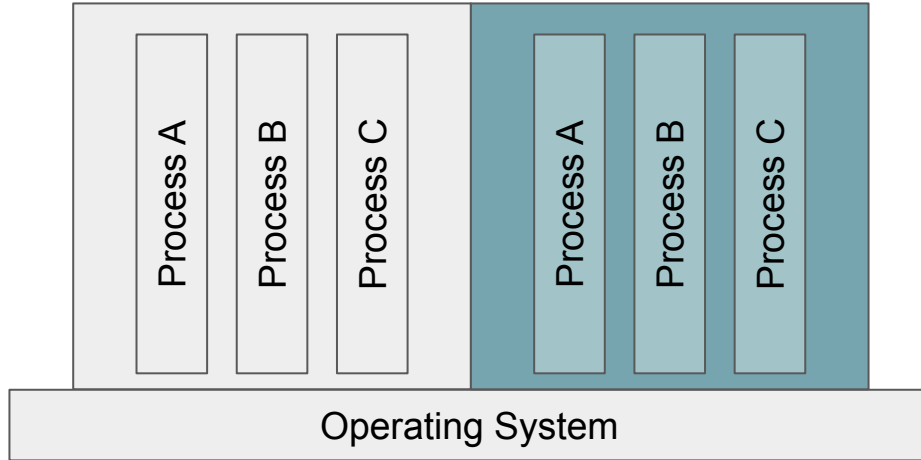 Process A
Process B
Process C
Process A
Process B
Process C
Operating System